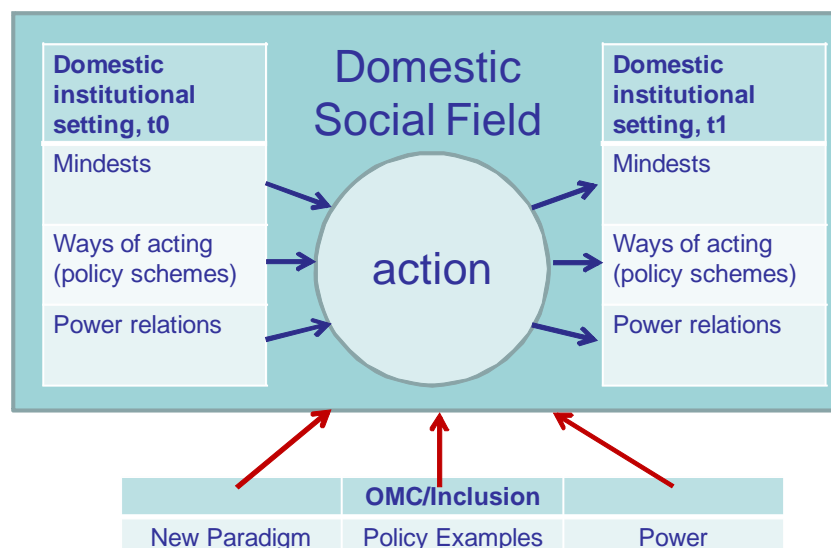 Domestic
institutional
setting, t0
Mindests
Ways of acting
(policy schemes)
Power relations
Domestic
Social Field
action
Domestic
institutional
setting, t1
Mindests
Ways of acting
(policy schemes)
Power relations
OMC/Inclusion
New Paradigm
Policy Examples
Power